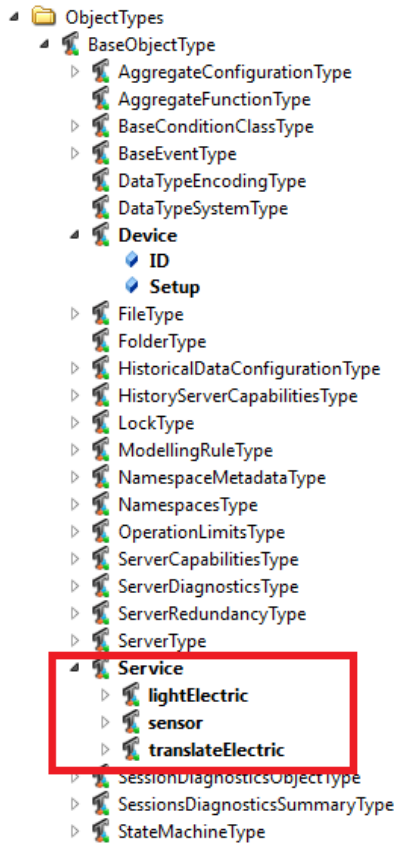 ObjectTypes
BaseObjectType
AggregateConfigurationType
AggregateFunctionType
BaseConditionClassType
BaseEventType
DataTypeEncodingType
DataTypeSystemType
Device
ID
Setup
FileType
FolderType
HistoricalDataConfigurationType
HistoryServerCapabilitiesType
LockType
ModellingRuleType
NamespaceMetadataType
NamespacesType
OperationLimitsType
ServerCapabilitiesType
ServerDiagnosticsType
ServerRedundancyType
ServerType
Service
lightElectric
sensor
translateElectric
SessionDiagnosticsObjectType
SessionsDiagnosticsSummaryType
StateMachineType